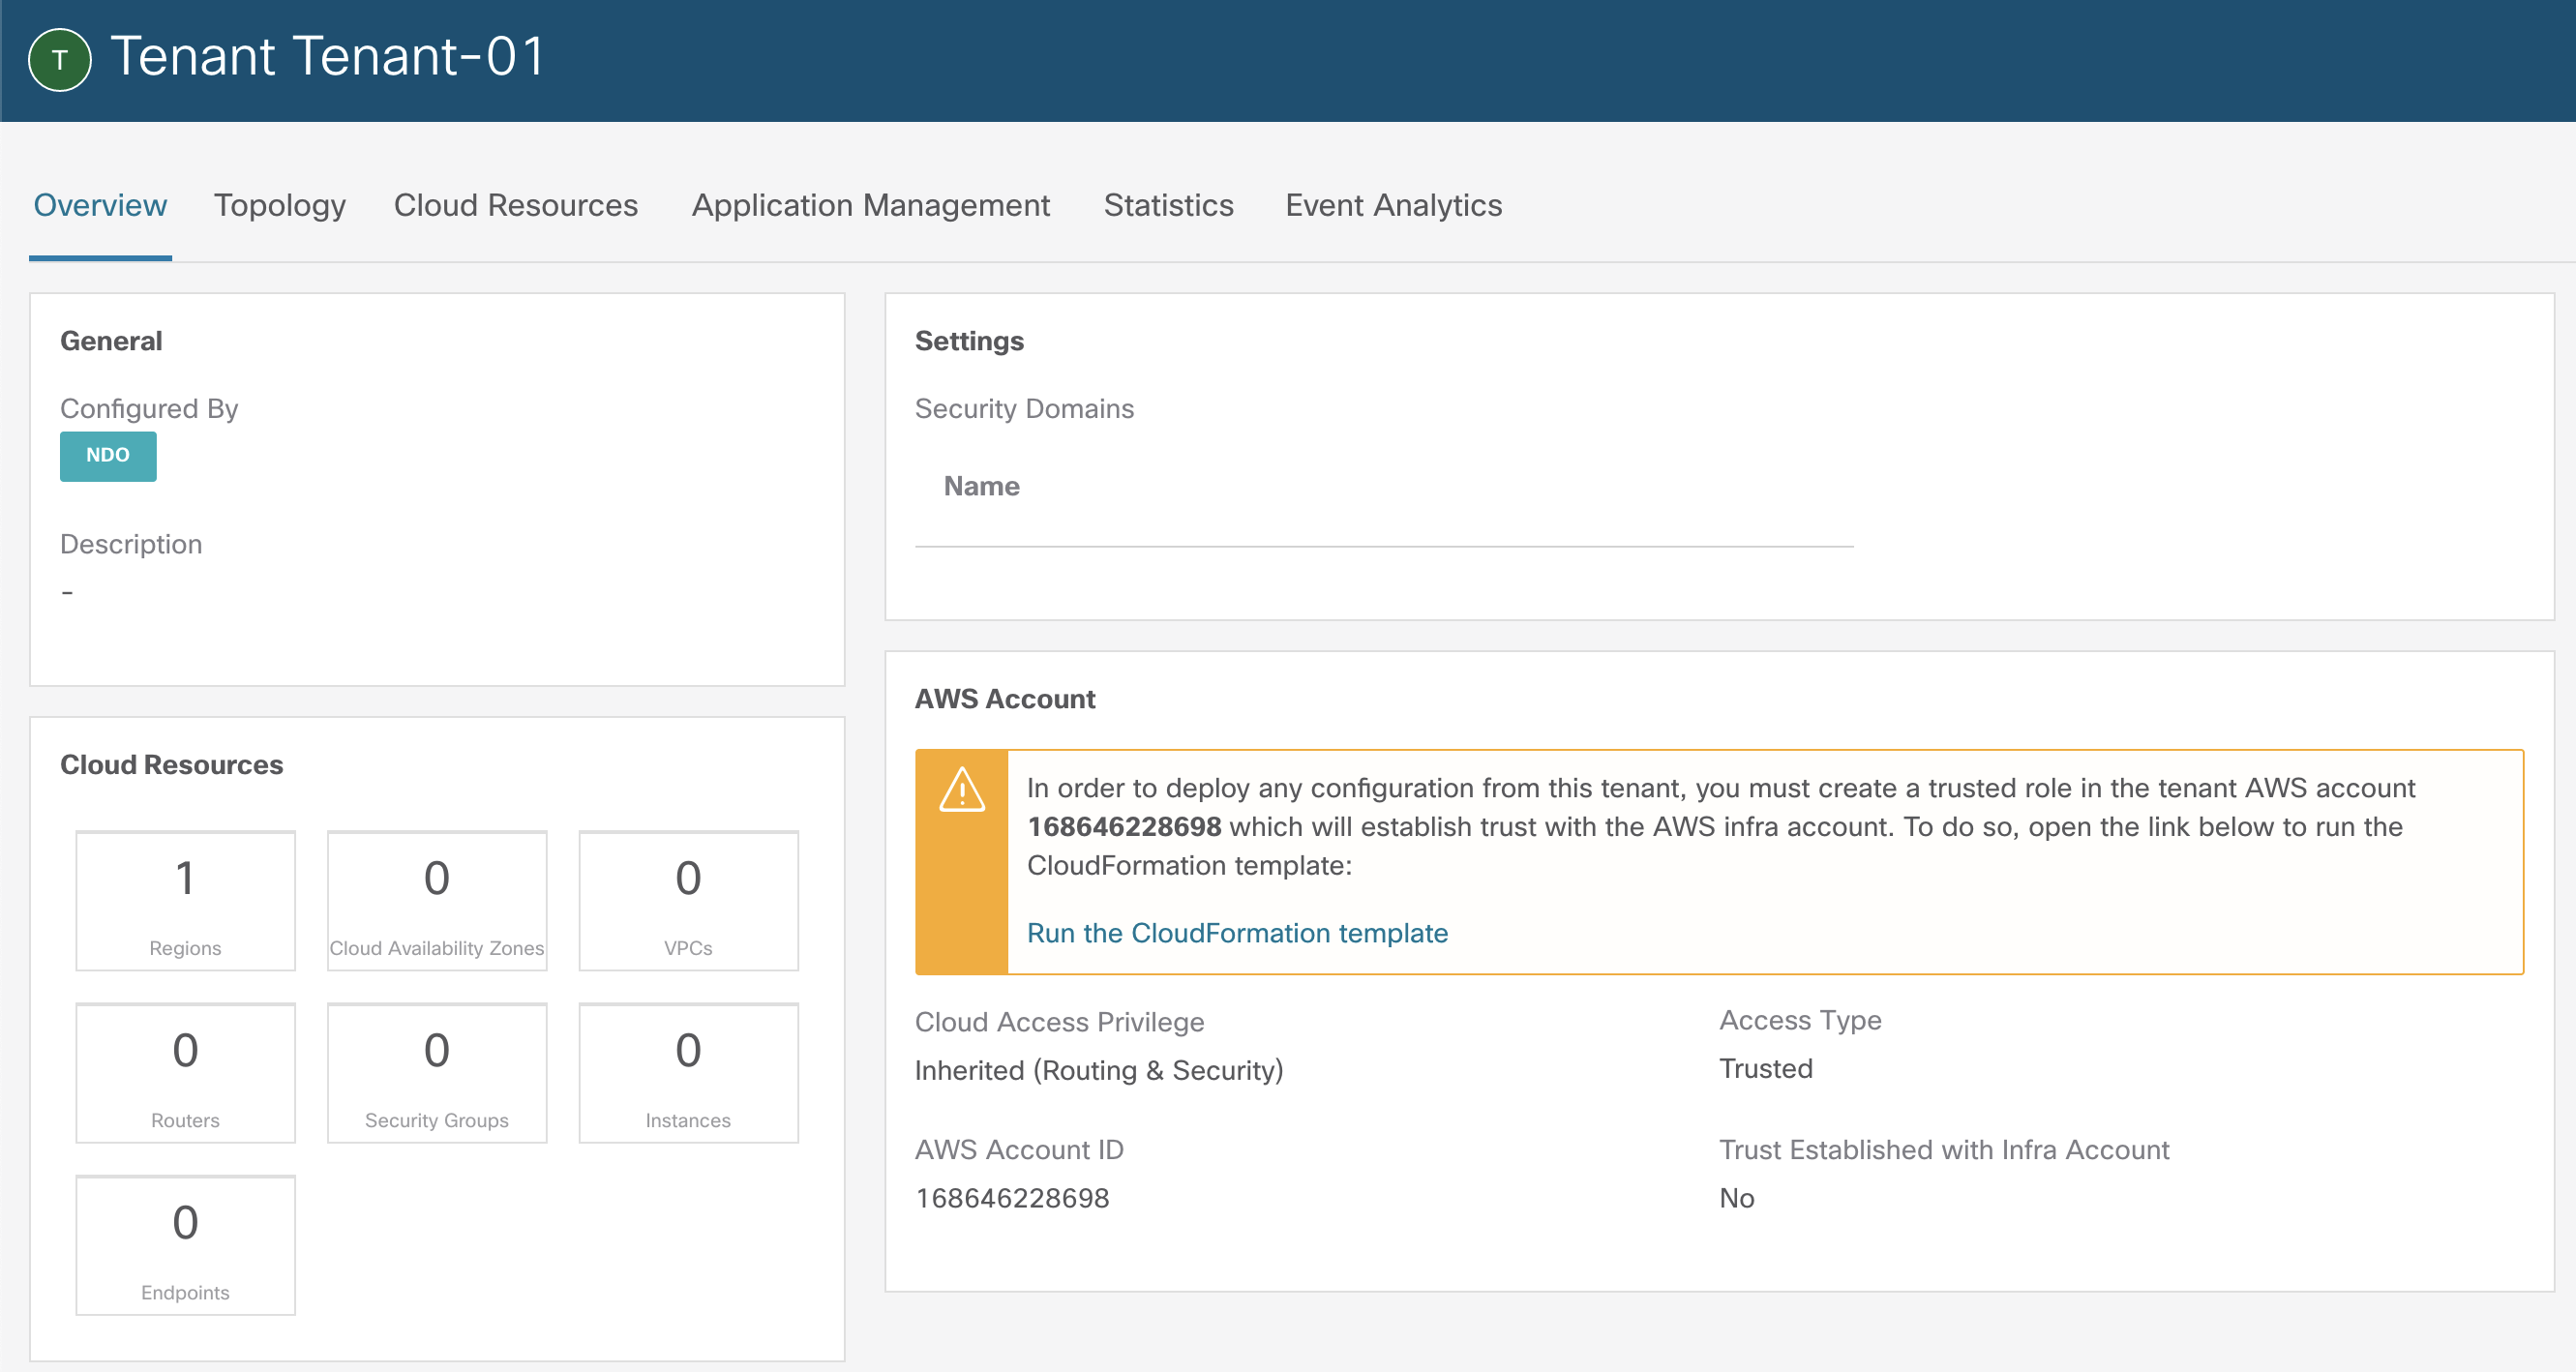 T
Tenant Tenant-01
Overview Topology Cloud Resources Application Management Statistics Event Analytics
General
Configured By
NDO
Description
-
Cloud Resources
1
Regions
0
Cloud Availability Zones
0
VPCs
0
Routers
0
Security Groups
0
Instances
0
Endpoints
Settings
Security Domains
Name
AWS Account
In order to deploy any configuration from this tenant, you must create a trusted role in the tenant AWS account
168646228698 which will establish trust with the AWS infra account. To do so, open the link below to run the
CloudFormation template:
Run the CloudFormation template
Cloud Access Privilege
Inherited (Routing & Security)
Access Type
Trusted
AWS Account ID
168646228698
Trust Established with Infra Account
No